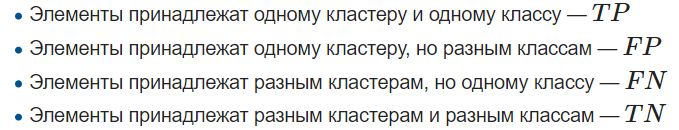 • Элементы принадлежат одному кластеру и одному классу — TP
• Элементы принадлежат одному кластеру, но разным классам — FP
• Элементы принадлежат разным кластерам, но одному классу — FN
• Элементы принадлежат разным кластерам и разным классам — TN